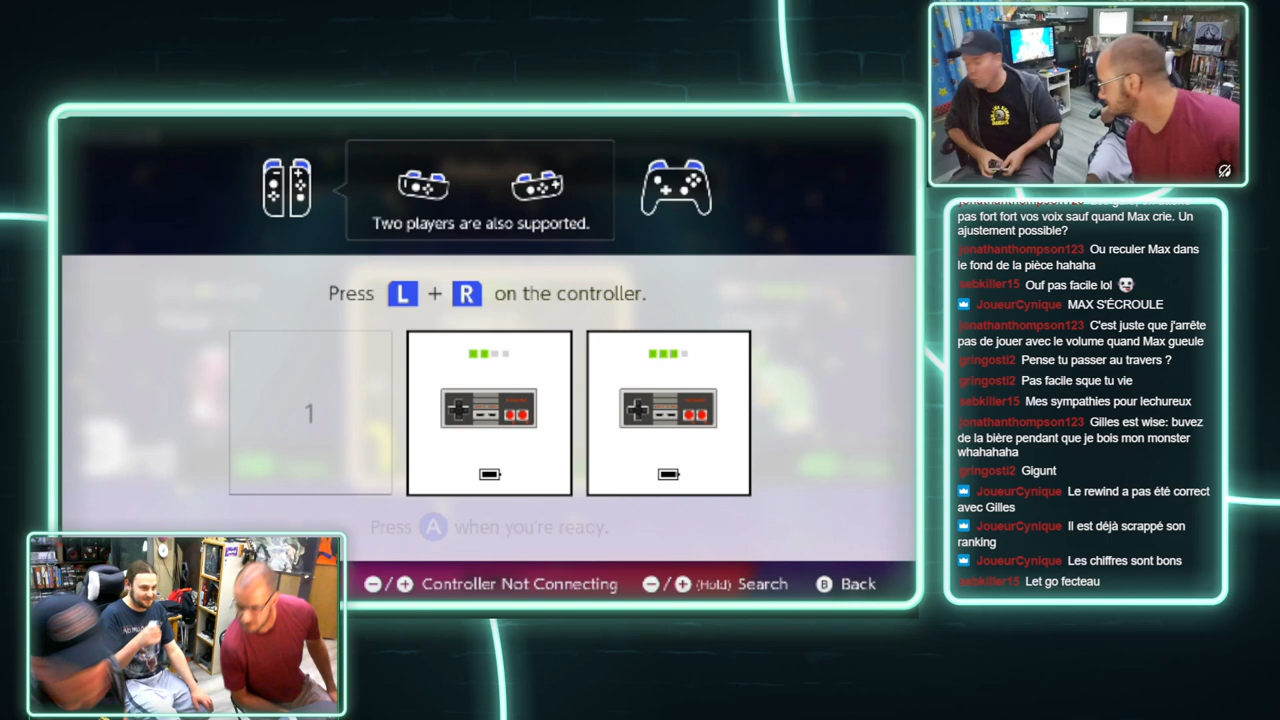 Two players are also supported.
Press L + R on the controller.
1
Press A when you're ready.
−/+ Controller Not Connecting −/+ (Hold) Search B Back
pas fort fort vos voix sauf quand Max crie. Un
ajustement possible?
jonathanthompson123 Ou reculer Max dans
le fond de la pièce hahaha
sebkiller15 Ouf pas facile lol
JoueurCynique MAX S'ÉCROULE
jonathanthompson123 C'est juste que j'arrête
pas de jouer avec le volume quand Max gueule
gringosti2 Pense tu passer au travers ?
gringosti2 Pas facile sque tu vie
sebkiller15 Mes sympathies pour lechureux
jonathanthompson123 Gilles est wise: buvez
de la bière pendant que je bois mon monster
whahahaha
gringosti2 Gigunt
JoueurCynique Le rewind a pas été correct
avec Gilles
JoueurCynique Il est déjà scrappé son
ranking
JoueurCynique Les chiffres sont bons
sebkiller15 Let go fecteau